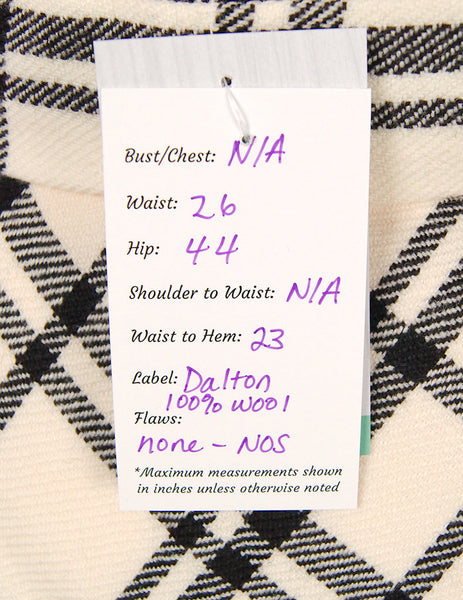 Bust/Chest: N/A
Waist: 26
Hip: 44
Shoulder to Waist: N/A
Waist to Hem: 23
Label: Dalton
100% wool
Flaws:
none - NOS
*Maximum measurements shown
in inches unless otherwise noted